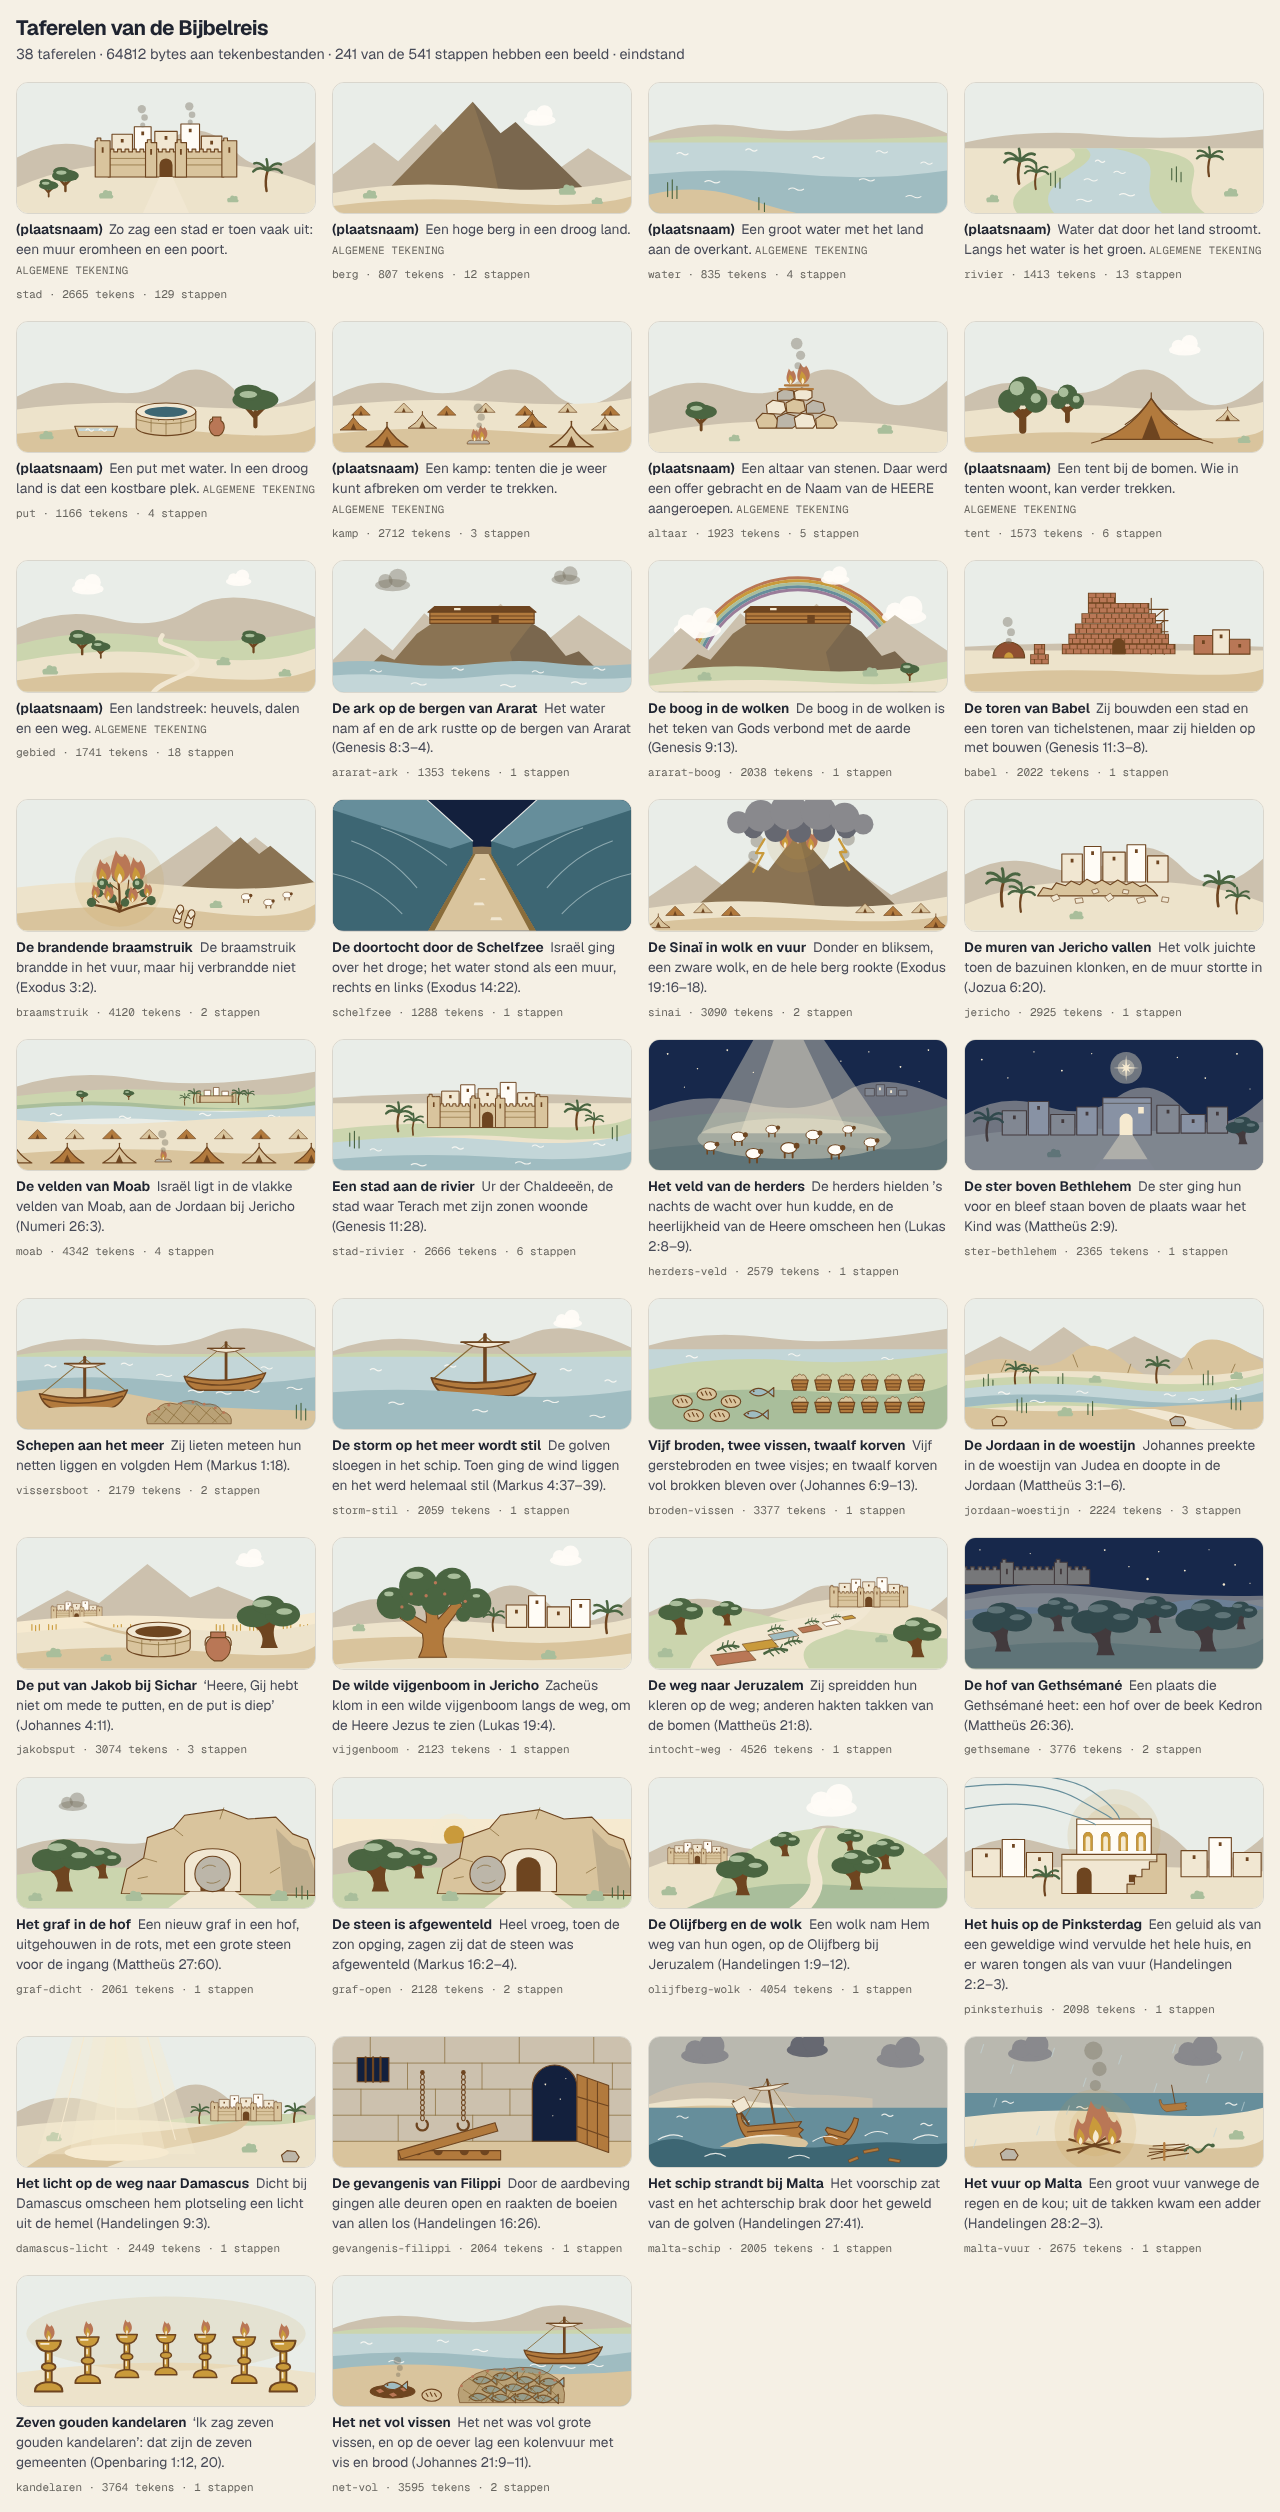 Taferelen van de Bijbelreis
38 taferelen · 64812 bytes aan tekenbestanden · 241 van de 541 stappen hebben een beeld · eindstand
(plaatsnaam) Zo zag een stad er toen vaak uit:
een muur eromheen en een poort.
ALGEMENE TEKENING
stad · 2665 tekens · 129 stappen
(plaatsnaam) Een hoge berg in een droog land.
ALGEMENE TEKENING
berg · 807 tekens · 12 stappen
(plaatsnaam) Een groot water met het land
aan de overkant. ALGEMENE TEKENING
water · 835 tekens · 4 stappen
(plaatsnaam) Water dat door het land stroomt.
Langs het water is het groen. ALGEMENE TEKENING
rivier · 1413 tekens · 13 stappen
(plaatsnaam) Een put met water. In een droog
land is dat een kostbare plek. ALGEMENE TEKENING
put · 1166 tekens · 4 stappen
(plaatsnaam) Een kamp: tenten die je weer
kunt afbreken om verder te trekken.
ALGEMENE TEKENING
kamp · 2712 tekens · 3 stappen
(plaatsnaam) Een altaar van stenen. Daar werd
een offer gebracht en de Naam van de HEERE
aangeroepen. ALGEMENE TEKENING
altaar · 1923 tekens · 5 stappen
(plaatsnaam) Een tent bij de bomen. Wie in
tenten woont, kan verder trekken.
ALGEMENE TEKENING
tent · 1573 tekens · 6 stappen
(plaatsnaam) Een landstreek: heuvels, dalen
en een weg. ALGEMENE TEKENING
gebied · 1741 tekens · 18 stappen
De ark op de bergen van Ararat Het water
nam af en de ark rustte op de bergen van Ararat
(Genesis 8:3–4).
ararat-ark · 1353 tekens · 1 stappen
De boog in de wolken De boog in de wolken is
het teken van Gods verbond met de aarde
(Genesis 9:13).
ararat-boog · 2038 tekens · 1 stappen
De toren van Babel Zij bouwden een stad en
een toren van tichelstenen, maar zij hielden op
met bouwen (Genesis 11:3–8).
babel · 2022 tekens · 1 stappen
De brandende braamstruik De braamstruik
brandde in het vuur, maar hij verbrandde niet
(Exodus 3:2).
braamstruik · 4120 tekens · 2 stappen
De doortocht door de Schelfzee Israël ging
over het droge; het water stond als een muur,
rechts en links (Exodus 14:22).
schelfzee · 1288 tekens · 1 stappen
De Sinaï in wolk en vuur Donder en bliksem,
een zware wolk, en de hele berg rookte (Exodus
19:16–18).
sinai · 3090 tekens · 2 stappen
De muren van Jericho vallen Het volk juichte
toen de bazuinen klonken, en de muur stortte in
(Jozua 6:20).
jericho · 2925 tekens · 1 stappen
De velden van Moab Israël ligt in de vlakke
velden van Moab, aan de Jordaan bij Jericho
(Numeri 26:3).
moab · 4342 tekens · 4 stappen
Een stad aan de rivier Ur der Chaldeeën, de
stad waar Terach met zijn zonen woonde
(Genesis 11:28).
stad-rivier · 2666 tekens · 6 stappen
Het veld van de herders De herders hielden ’s
nachts de wacht over hun kudde, en de
heerlijkheid van de Heere omscheen hen (Lukas
2:8–9).
herders-veld · 2579 tekens · 1 stappen
De ster boven Bethlehem De ster ging hun
voor en bleef staan boven de plaats waar het
Kind was (Mattheüs 2:9).
ster-bethlehem · 2365 tekens · 1 stappen
Schepen aan het meer Zij lieten meteen hun
netten liggen en volgden Hem (Markus 1:18).
vissersboot · 2179 tekens · 2 stappen
De storm op het meer wordt stil De golven
sloegen in het schip. Toen ging de wind liggen
en het werd helemaal stil (Markus 4:37–39).
storm-stil · 2059 tekens · 1 stappen
Vijf broden, twee vissen, twaalf korven Vijf
gerstebroden en twee visjes; en twaalf korven
vol brokken bleven over (Johannes 6:9–13).
broden-vissen · 3377 tekens · 1 stappen
De Jordaan in de woestijn Johannes preekte
in de woestijn van Judea en doopte in de
Jordaan (Mattheüs 3:1–6).
jordaan-woestijn · 2224 tekens · 3 stappen
De put van Jakob bij Sichar ‘Heere, Gij hebt
niet om mede te putten, en de put is diep’
(Johannes 4:11).
jakobsput · 3074 tekens · 3 stappen
De wilde vijgenboom in Jericho Zacheüs
klom in een wilde vijgenboom langs de weg, om
de Heere Jezus te zien (Lukas 19:4).
vijgenboom · 2123 tekens · 1 stappen
De weg naar Jeruzalem Zij spreidden hun
kleren op de weg; anderen hakten takken van
de bomen (Mattheüs 21:8).
intocht-weg · 4526 tekens · 1 stappen
De hof van Gethsémané Een plaats die
Gethsémané heet: een hof over de beek Kedron
(Mattheüs 26:36).
gethsemane · 3776 tekens · 2 stappen
Het graf in de hof Een nieuw graf in een hof,
uitgehouwen in de rots, met een grote steen
voor de ingang (Mattheüs 27:60).
graf-dicht · 2061 tekens · 1 stappen
De steen is afgewenteld Heel vroeg, toen de
zon opging, zagen zij dat de steen was
afgewenteld (Markus 16:2–4).
graf-open · 2128 tekens · 2 stappen
De Olijfberg en de wolk Een wolk nam Hem
weg van hun ogen, op de Olijfberg bij
Jeruzalem (Handelingen 1:9–12).
olijfberg-wolk · 4054 tekens · 1 stappen
Het huis op de Pinksterdag Een geluid als van
een geweldige wind vervulde het hele huis, en
er waren tongen als van vuur (Handelingen
2:2–3).
pinksterhuis · 2098 tekens · 1 stappen
Het licht op de weg naar Damascus Dicht bij
Damascus omscheen hem plotseling een licht
uit de hemel (Handelingen 9:3).
damascus-licht · 2449 tekens · 1 stappen
De gevangenis van Filippi Door de aardbeving
gingen alle deuren open en raakten de boeien
van allen los (Handelingen 16:26).
gevangenis-filippi · 2064 tekens · 1 stappen
Het schip strandt bij Malta Het voorschip zat
vast en het achterschip brak door het geweld
van de golven (Handelingen 27:41).
malta-schip · 2005 tekens · 1 stappen
Het vuur op Malta Een groot vuur vanwege de
regen en de kou; uit de takken kwam een adder
(Handelingen 28:2–3).
malta-vuur · 2675 tekens · 1 stappen
Zeven gouden kandelaren ‘Ik zag zeven
gouden kandelaren’: dat zijn de zeven
gemeenten (Openbaring 1:12, 20).
kandelaren · 3764 tekens · 1 stappen
Het net vol vissen Het net was vol grote
vissen, en op de oever lag een kolenvuur met
vis en brood (Johannes 21:9–11).
net-vol · 3595 tekens · 2 stappen